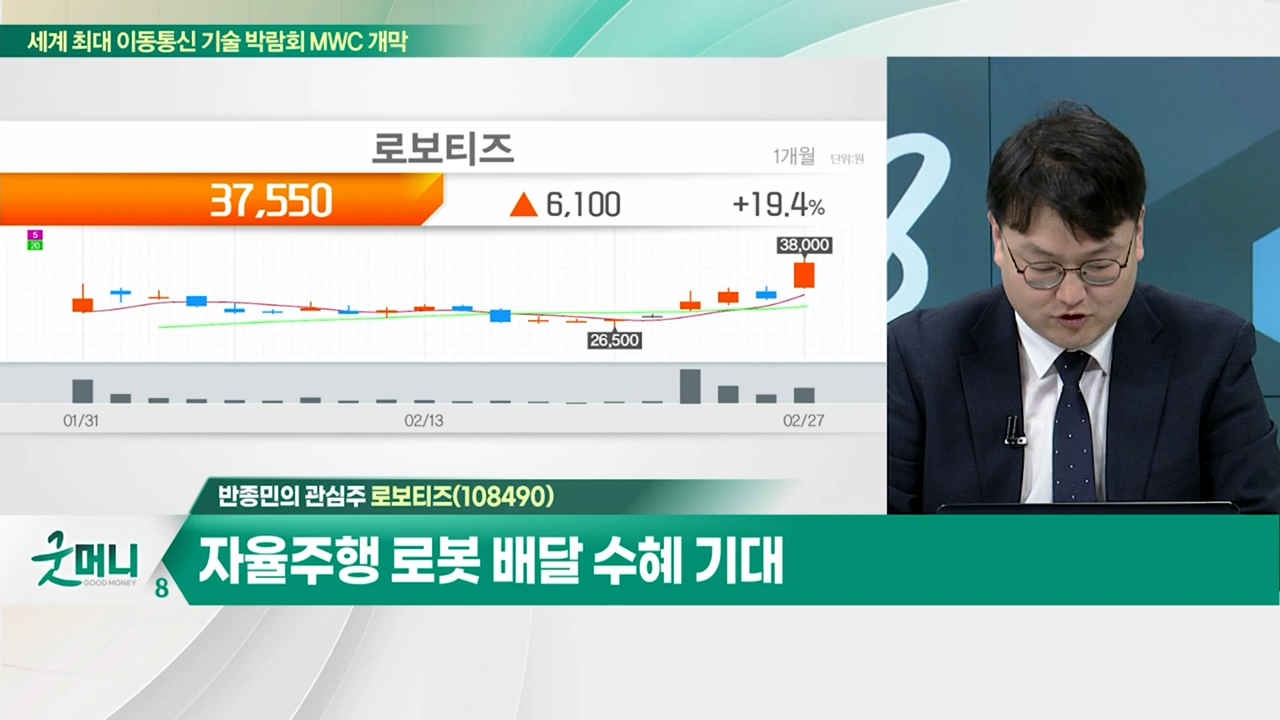 세계 최대 이동통신 기술 박람회 MWC 개막
로보티즈
1개월 단위:원
37,550 ▲ 6,100 +19.4%
5
20
38,000
26,500
01/31 02/13 02/27
반종민의 관심주 로보티즈(108490)
자율주행 로봇 배달 수혜 기대
굿머니
GOOD MONEY
8